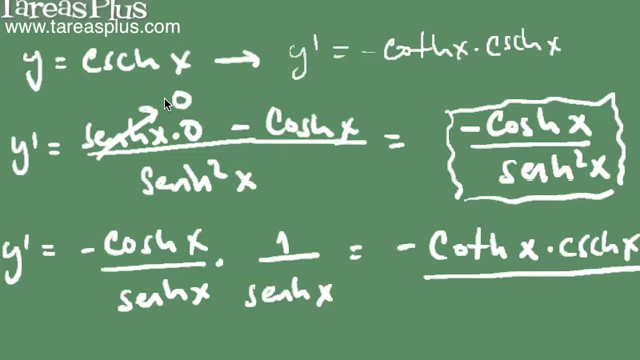 TareasPlus
www.tareasplus.com
y = csch x → y' = -coth x · csch x
0
y' = senh x · 0 - cosh x / senh² x = -cosh x / senh² x
y' = -cosh x / senh x · 1 / senh x = - coth x · csch x